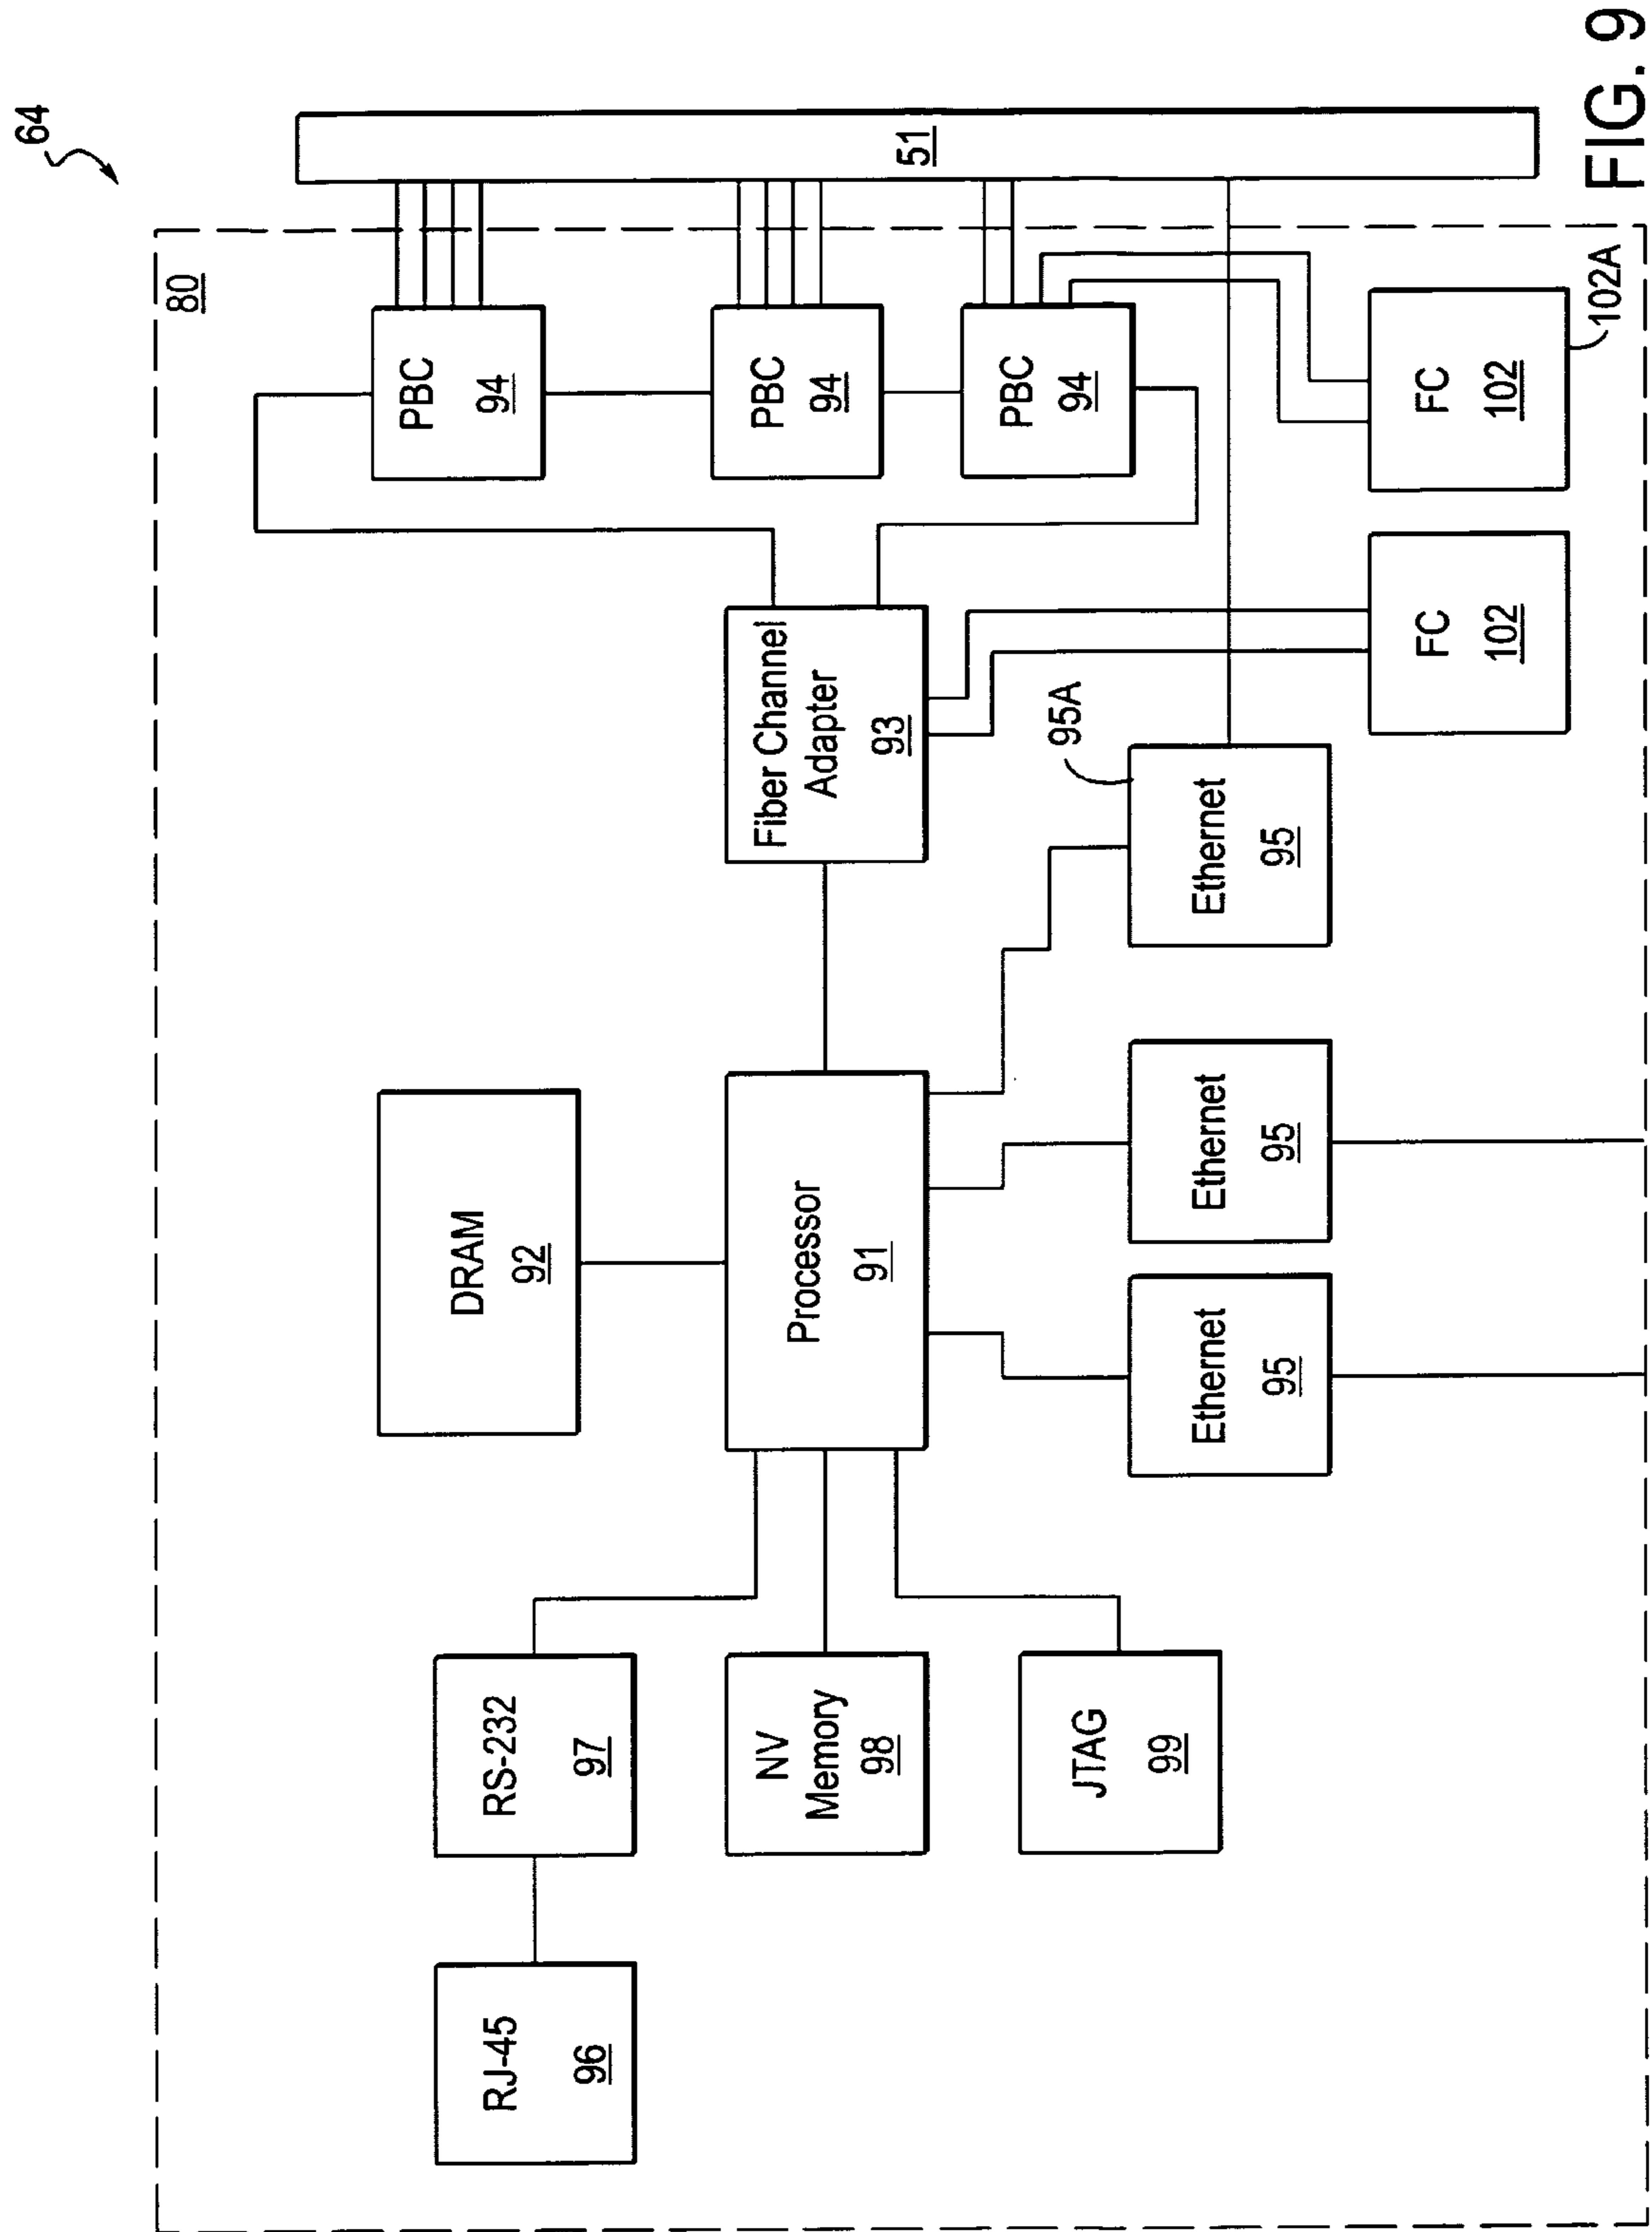 64
80
51
PBC
94
PBC
94
PBC
94
DRAM
92
RS-232
97
RJ-45
96
NV
Memory
98
Processor
91
Fiber Channel
Adapter
93
JTAG
99
Ethernet
95
Ethernet
95
Ethernet
95
95A
FC
102
FC
102
102A
FIG. 9